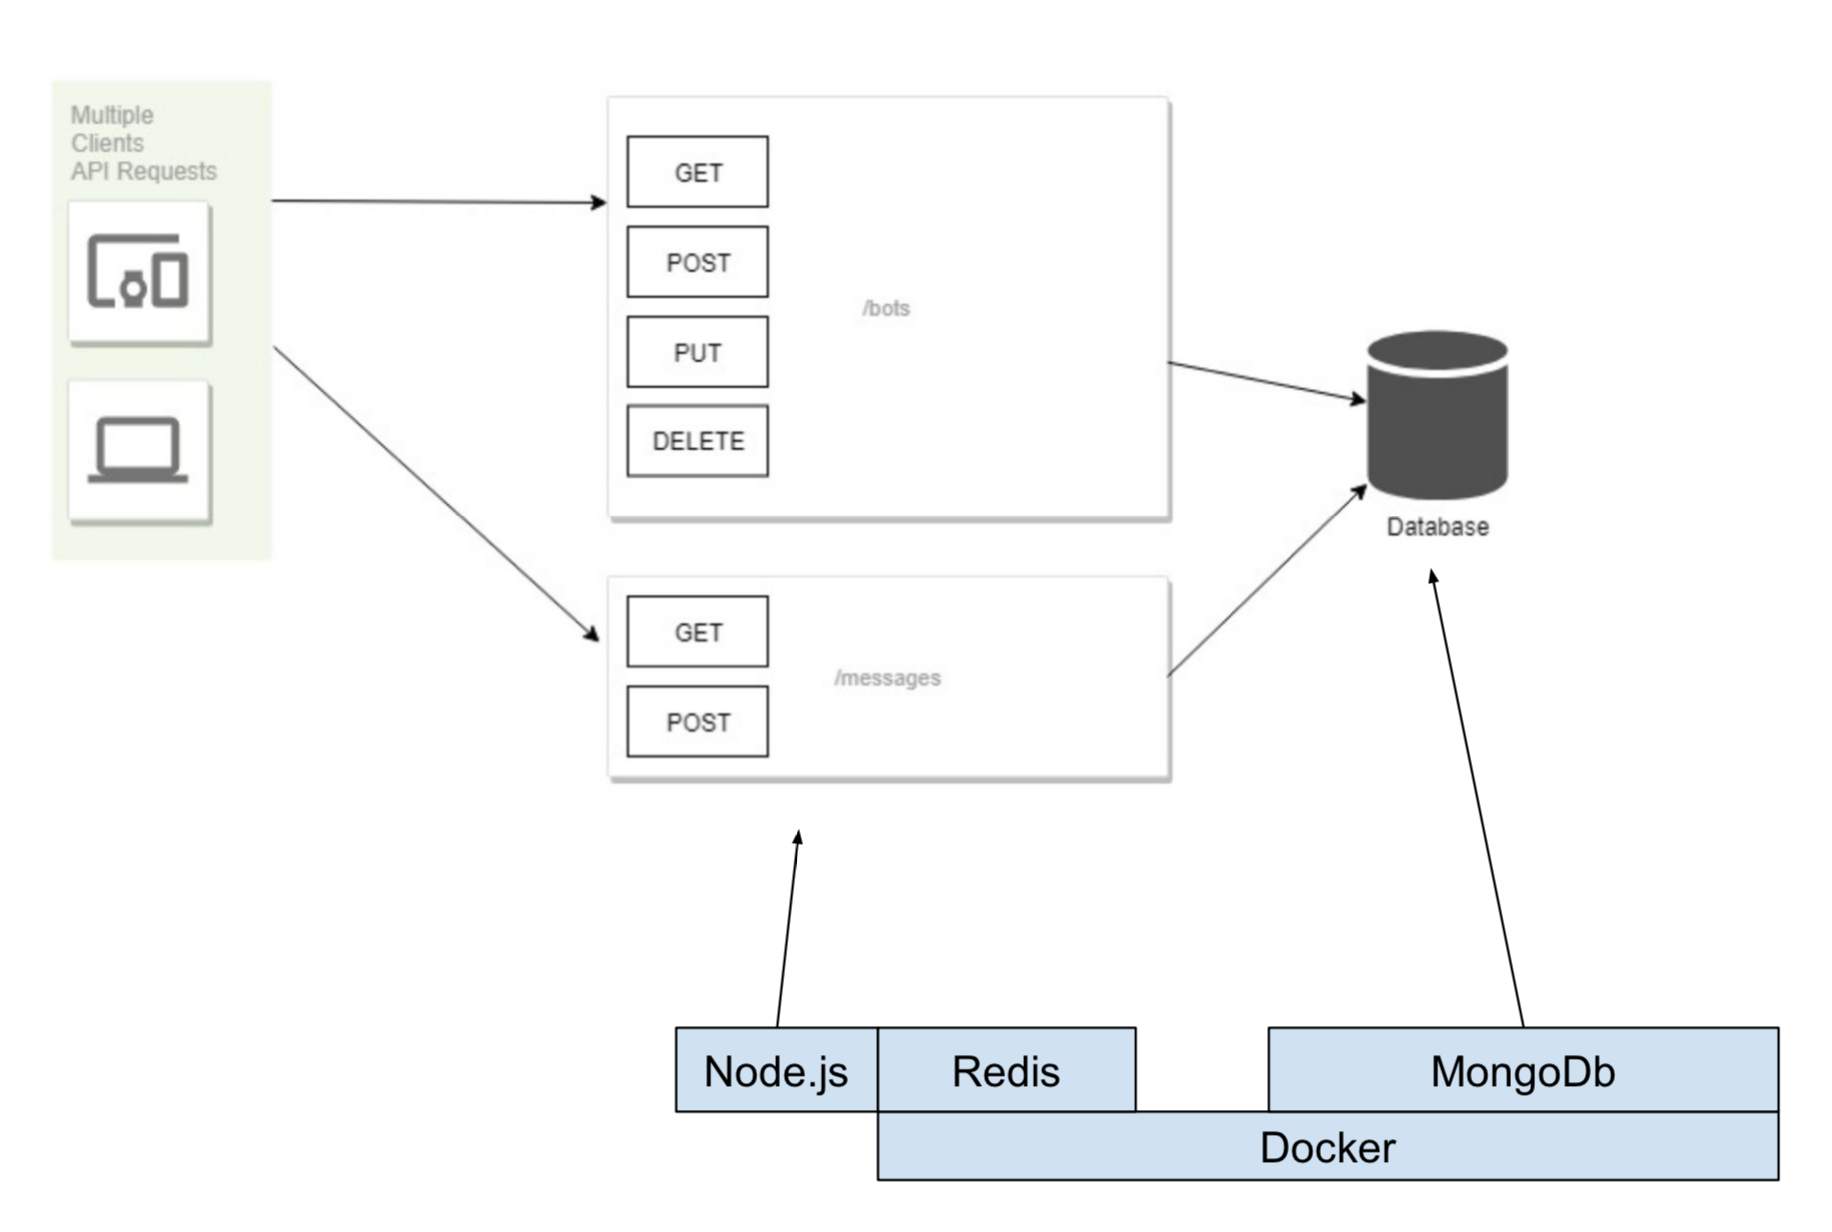 Multiple
Clients
API Requests
GET
POST
PUT
DELETE
/bots
GET
POST
/messages
Database
Node.js
Redis
MongoDb
Docker